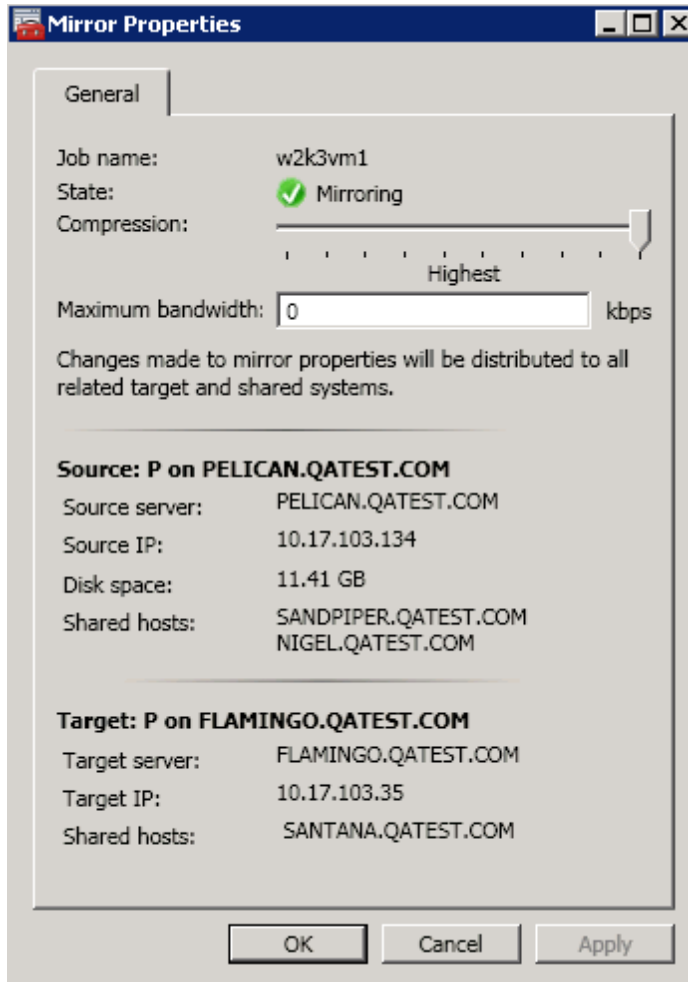 Mirror Properties
General
Job name: w2k3vm1
State: Mirroring
Compression:
Highest
Maximum bandwidth: 0 kbps
Changes made to mirror properties will be distributed to all
related target and shared systems.
Source: P on PELICAN.QATEST.COM
Source server: PELICAN.QATEST.COM
Source IP: 10.17.103.134
Disk space: 11.41 GB
Shared hosts: SANDPIPER.QATEST.COM
NIGEL.QATEST.COM
Target: P on FLAMINGO.QATEST.COM
Target server: FLAMINGO.QATEST.COM
Target IP: 10.17.103.35
Shared hosts: SANTANA.QATEST.COM
OK Cancel Apply